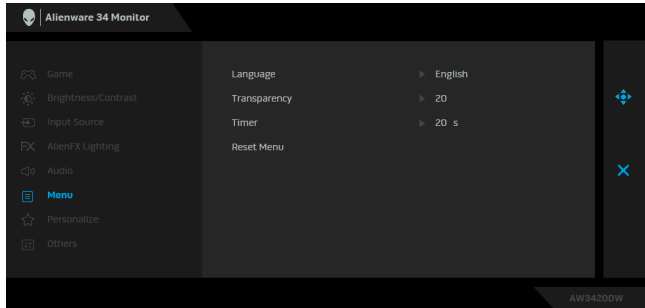 Alienware 34 Monitor
Game
Brightness/Contrast
Input Source
AlienFX Lighting
Audio
Menu
Personalize
Others
Language English
Transparency 20
Timer 20 s
Reset Menu
AW3420DW